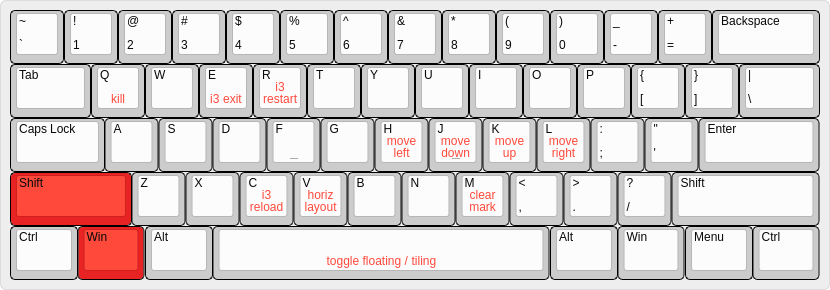 ~ ! @ # $ % ^ & * ( ) _ + Backspace
` 1 2 3 4 5 6 7 8 9 0 - =
Tab Q W E R T Y U I O P { } |
kill i3 exit i3 restart [ ] \
Caps Lock A S D F G H J K L : " Enter
_ move left move down _ move up move right ; '
Shift Z X C V B N M < > ? Shift
i3 reload horiz layout clear mark , . /
Ctrl Win Alt Alt Win Menu Ctrl
toggle floating / tiling